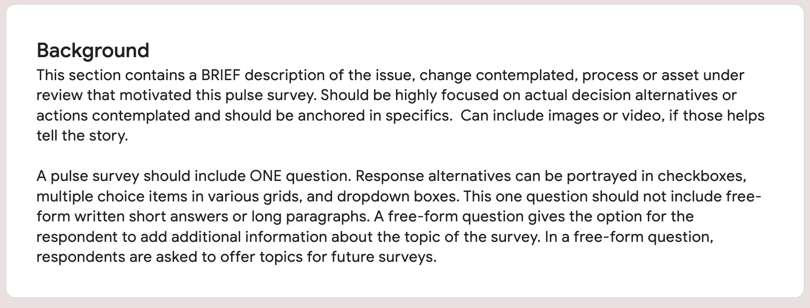 Background
This section contains a BRIEF description of the issue, change contemplated, process or asset under
review that motivated this pulse survey. Should be highly focused on actual decision alternatives or
actions contemplated and should be anchored in specifics.  Can include images or video, if those helps
tell the story.
A pulse survey should include ONE question. Response alternatives can be portrayed in checkboxes,
multiple choice items in various grids, and dropdown boxes. This one question should not include free-
form written short answers or long paragraphs. A free-form question gives the option for the
respondent to add additional information about the topic of the survey. In a free-form question,
respondents are asked to offer topics for future surveys.